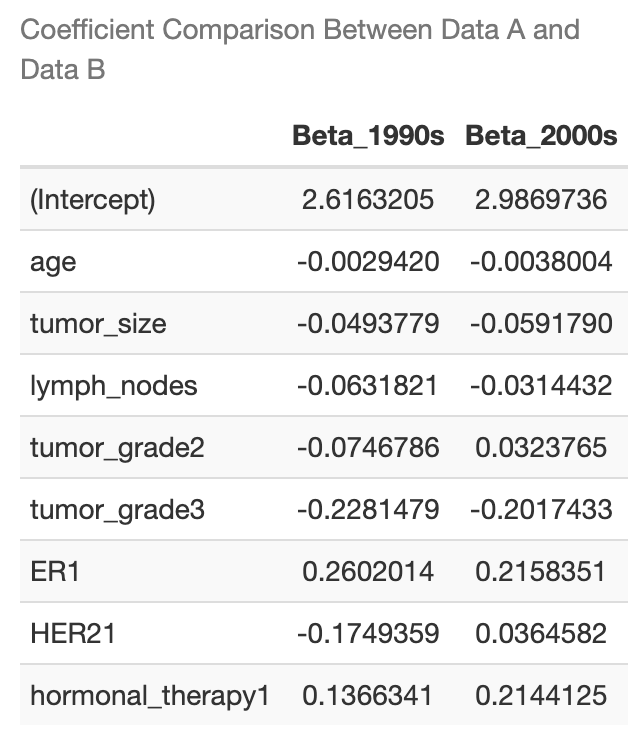 Coefficient Comparison Between Data A and
Data B
Beta_1990s Beta_2000s
(Intercept) 2.6163205 2.9869736
age -0.0029420 -0.0038004
tumor_size -0.0493779 -0.0591790
lymph_nodes -0.0631821 -0.0314432
tumor_grade2 -0.0746786 0.0323765
tumor_grade3 -0.2281479 -0.2017433
ER1 0.2602014 0.2158351
HER21 -0.1749359 0.0364582
hormonal_therapy1 0.1366341 0.2144125